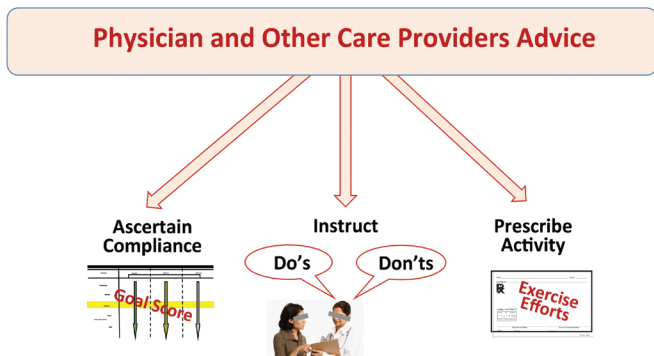 Physician and Other Care Providers Advice
Ascertain
Compliance
Instruct
Prescribe
Activity
Do's
Don'ts
Goal Score
Exercise
Efforts